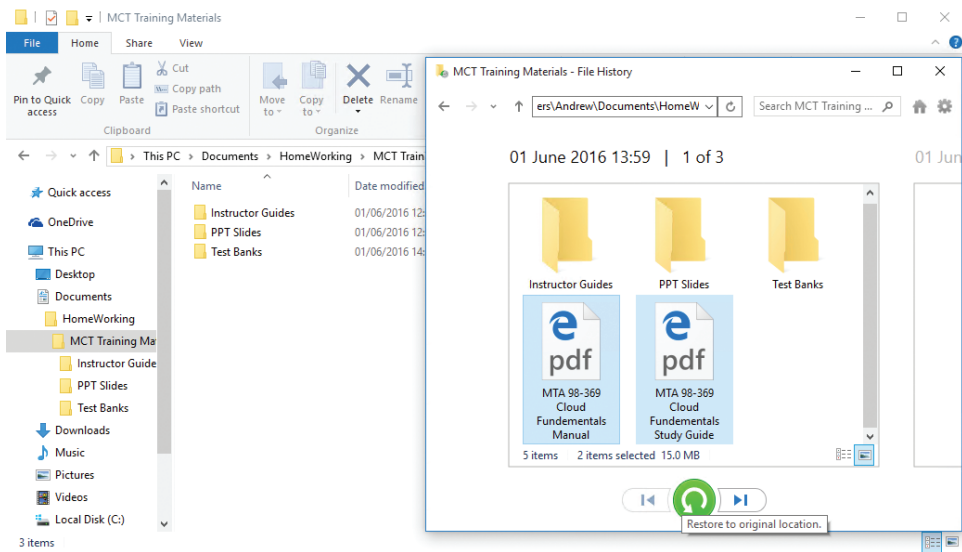 MCT Training Materials
File Home Share View
Pin to Quick access
Copy
Paste
Cut
Copy path
Paste shortcut
Clipboard
Move to
Copy to
Delete
Rename
Organize
This PC > Documents > HomeWorking > MCT Train
Quick access
OneDrive
This PC
Desktop
Documents
HomeWorking
MCT Training Ma
Instructor Guide
PPT Slides
Test Banks
Downloads
Music
Pictures
Videos
Local Disk (C:)
3 items
Name Date modified
Instructor Guides 01/06/2016 12:
PPT Slides 01/06/2016 12:
Test Banks 01/06/2016 14:
MCT Training Materials - File History
ers\Andrew\Documents\HomeW
Search MCT Training ...
01 June 2016 13:59 | 1 of 3
01 Jun
Instructor Guides
PPT Slides
Test Banks
pdf
MTA 98-369
Cloud
Fundementals
Manual
pdf
MTA 98-369
Cloud
Fundementals
Study Guide
5 items 2 items selected 15.0 MB
Restore to original location.